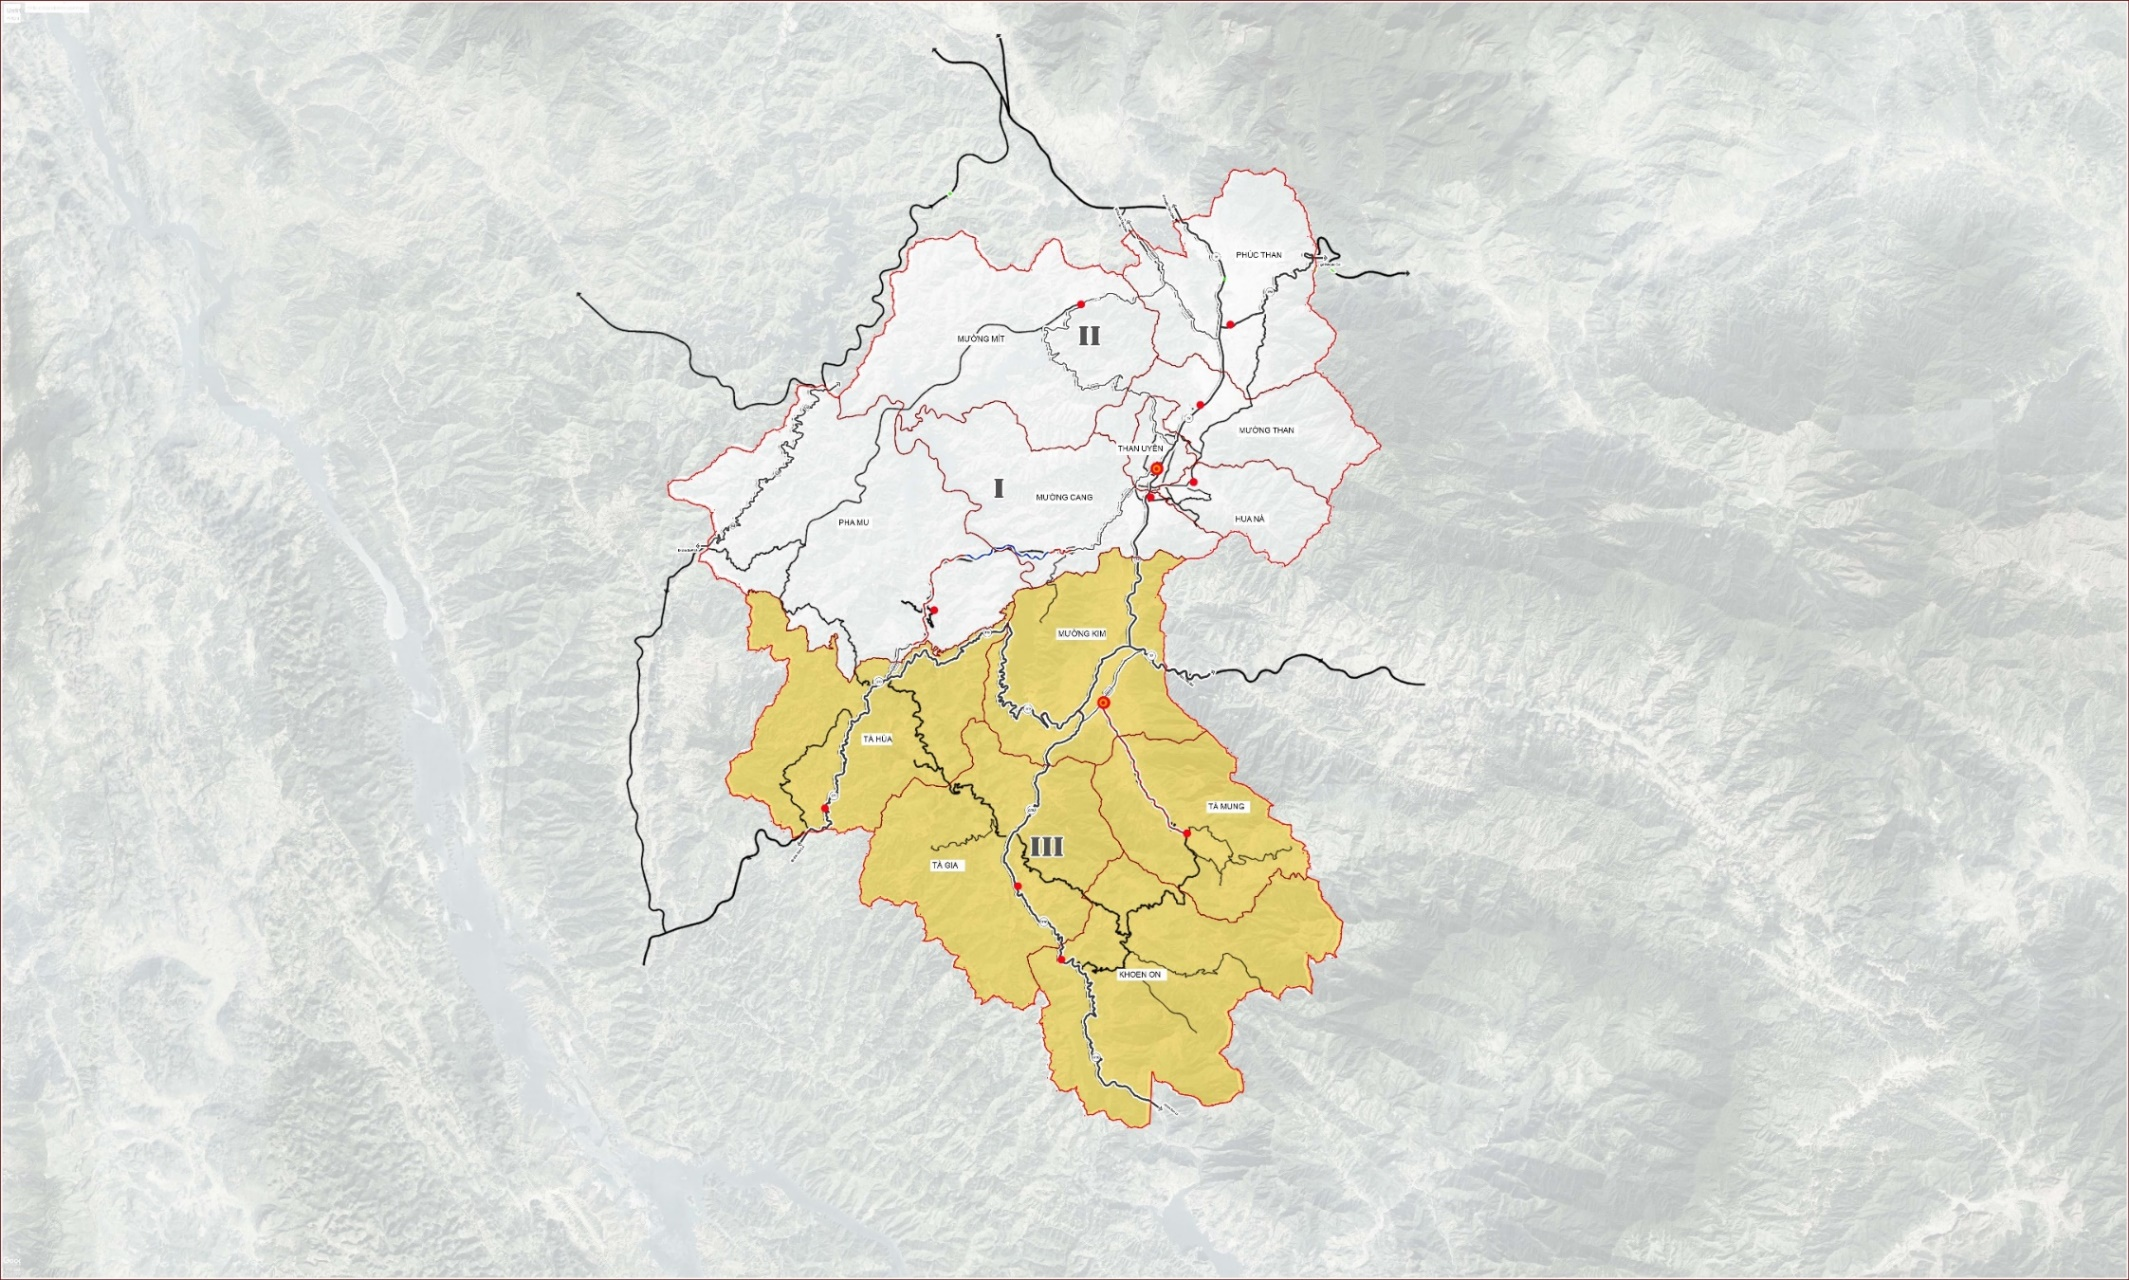 PHÚC THAN
II
MƯỜNG MÍT
MƯỜNG THAN
THAN UYÊN
I
MƯỜNG CANG
PHA MU
HUA NÀ
MƯỜNG KIM
TÀ HỪA
TÀ MUNG
III
TÀ GIA
KHOEN ON